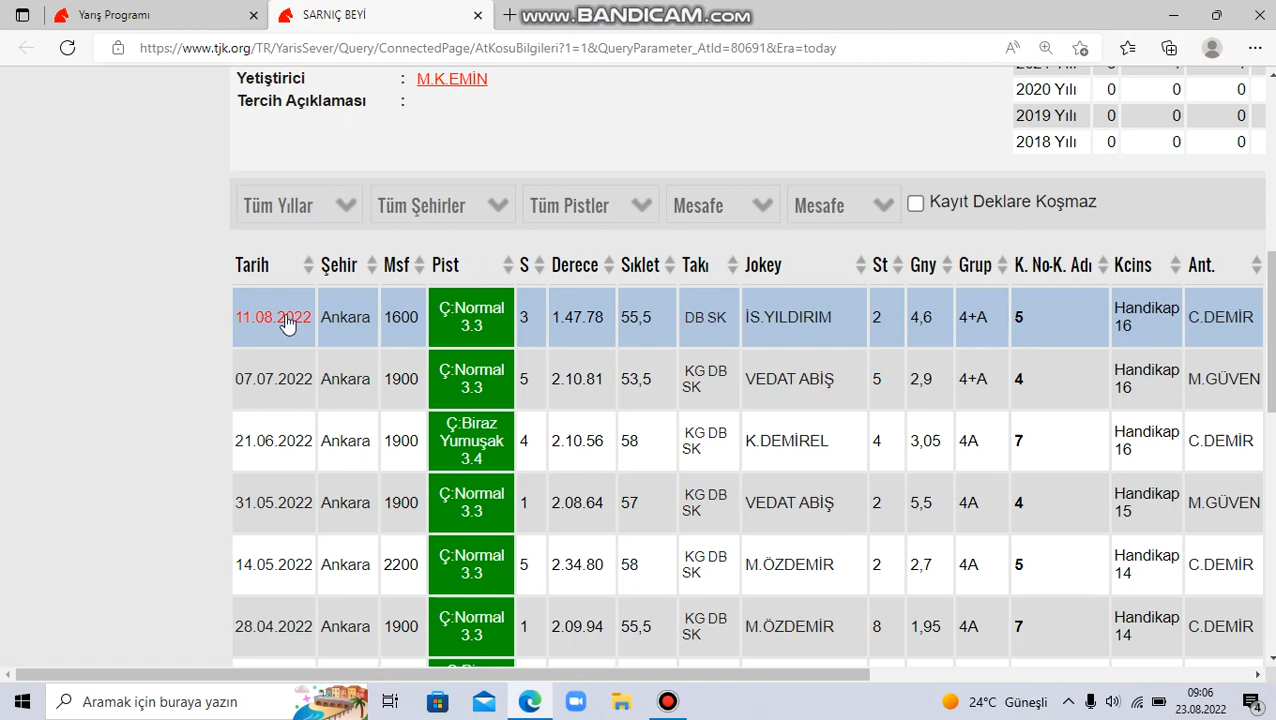 Yarış Programı
SARNIÇ BEYİ
www.BANDICAM.com
https://www.tjk.org/TR/YarisSever/Query/ConnectedPage/AtKosuBilgileri?1=1&QueryParameter_AtId=80691&Era=today
Yetiştirici : M.K.EMİN
Tercih Açıklaması :
2020 Yılı 0 0 0
2019 Yılı 0 0 0
2018 Yılı 0 0 0
Tüm Yıllar Tüm Şehirler Tüm Pistler Mesafe Mesafe Kayıt Deklare Koşmaz
Tarih Şehir Msf Pist S Derece Sıklet Takı Jokey St Gny Grup K. No-K. Adı Kcins Ant.
11.08.2022 Ankara 1600 Ç:Normal 3.3 3 1.47.78 55,5 DB SK İS.YILDIRIM 2 4,6 4+A 5 Handikap 16 C.DEMİR
07.07.2022 Ankara 1900 Ç:Normal 3.3 5 2.10.81 53,5 KG DB SK VEDAT ABİŞ 5 2,9 4+A 4 Handikap 16 M.GÜVEN
21.06.2022 Ankara 1900 Ç:Biraz Yumuşak 3.4 4 2.10.56 58 KG DB SK K.DEMİREL 4 3,05 4A 7 Handikap 16 C.DEMİR
31.05.2022 Ankara 1900 Ç:Normal 3.3 1 2.08.64 57 KG DB SK VEDAT ABİŞ 2 5,5 4A 4 Handikap 15 M.GÜVEN
14.05.2022 Ankara 2200 Ç:Normal 3.3 5 2.34.80 58 KG DB SK M.ÖZDEMİR 2 2,7 4A 5 Handikap 14 C.DEMİR
28.04.2022 Ankara 1900 Ç:Normal 3.3 1 2.09.94 55,5 KG DB SK M.ÖZDEMİR 8 1,95 4A 7 Handikap 14 C.DEMİR
Aramak için buraya yazın
24°C Güneşli
09:06
23.08.2022
4